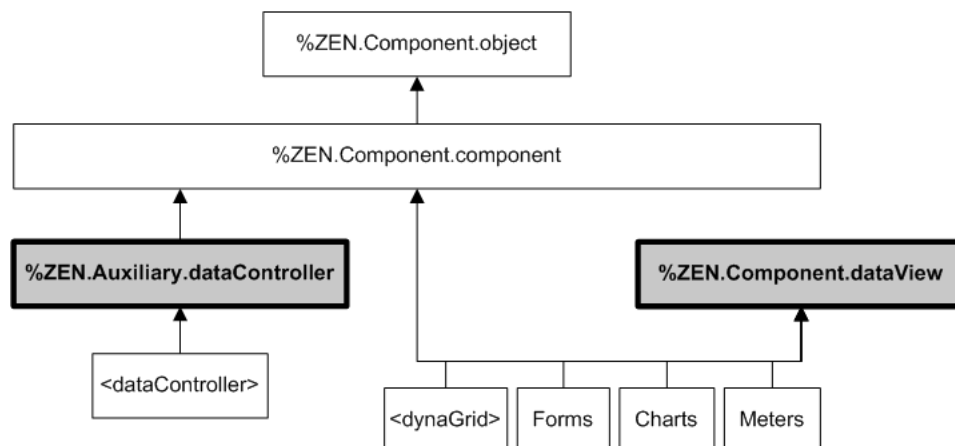 %ZEN.Component.object
%ZEN.Component.component
%ZEN.Auxiliary.dataController
%ZEN.Component.dataView
<dataController>
<dynaGrid>
Forms
Charts
Meters